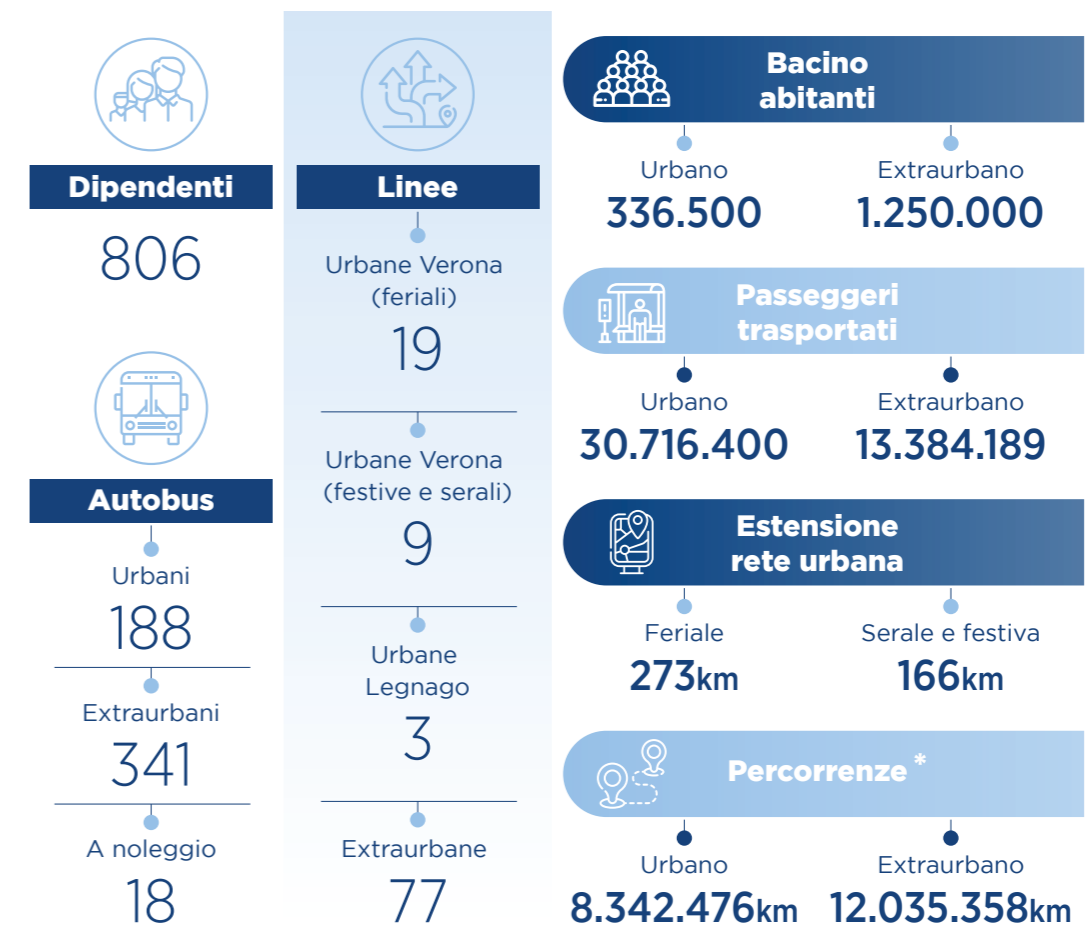 Dipendenti
806
Autobus
Urbani
188
Extraurbani
341
A noleggio
18
Linee
Urbane Verona
(feriali)
19
Urbane Verona
(festive e serali)
9
Urbane
Legnago
3
Extraurbane
77
Bacino
abitanti
Urbano
336.500
Extraurbano
1.250.000
Passeggeri
trasportati
Urbano
30.716.400
Extraurbano
13.384.189
Estensione
rete urbana
Feriale
273km
Serale e festiva
166km
Percorrenze *
Urbano
8.342.476km
Extraurbano
12.035.358km